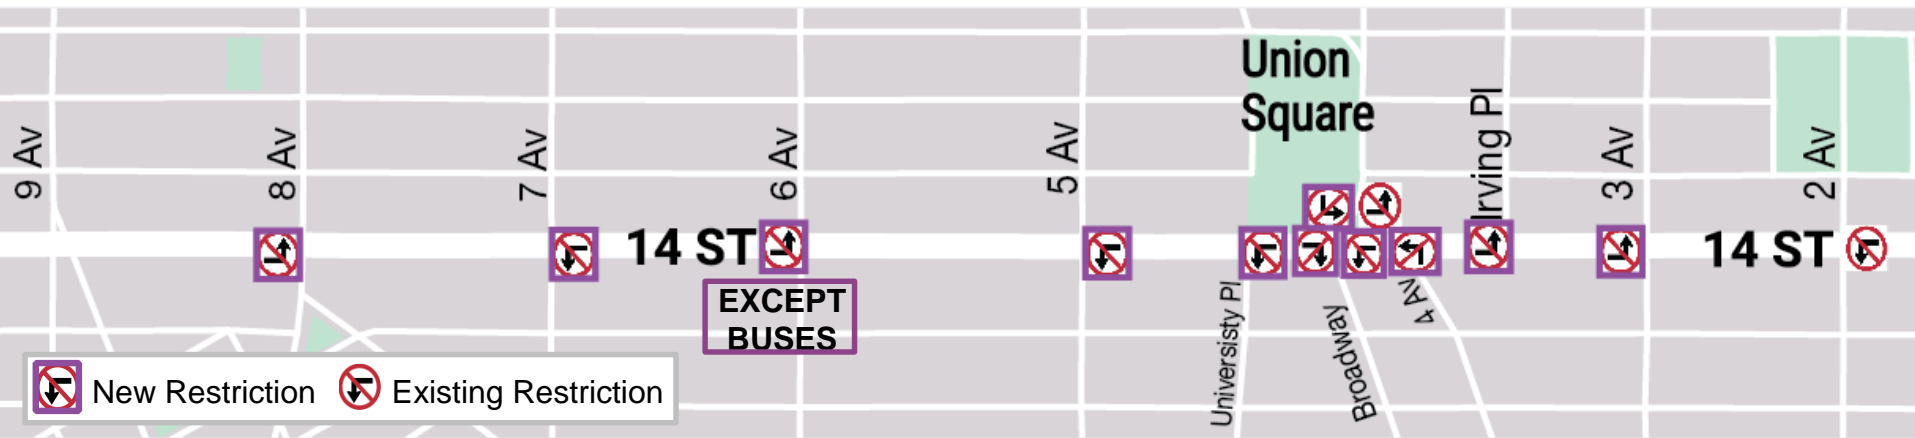 Union
Square
9 Av
8 Av
7 Av
6 Av
5 Av
Irving Pl
3 Av
2 Av
14 ST
14 ST
EXCEPT
BUSES
Universisty Pl
Broadway
4 Av
New Restriction
Existing Restriction